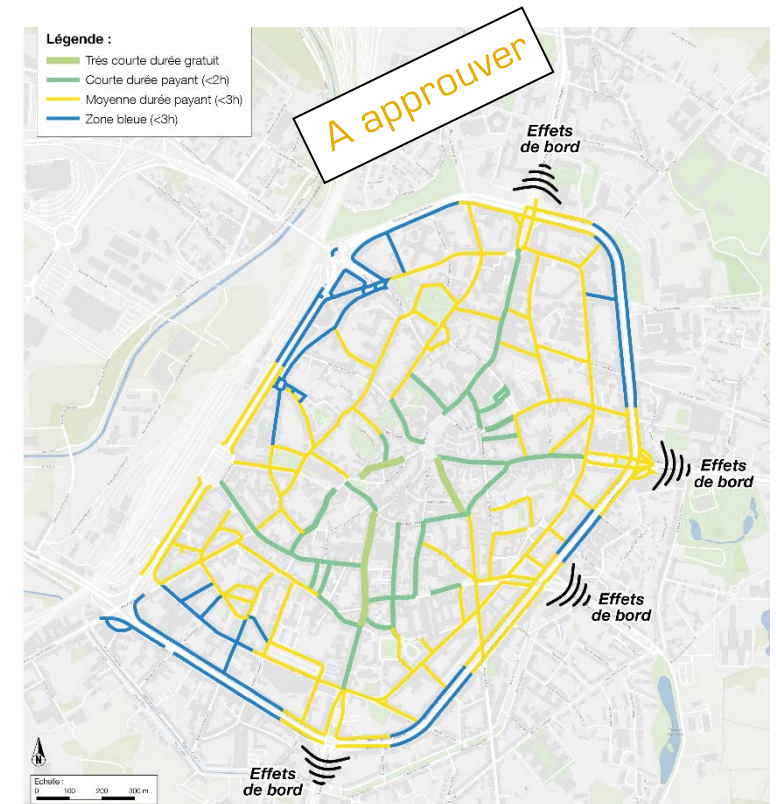 Légende :
Très courte durée gratuit
Courte durée payant (<2h)
Moyenne durée payant (<3h)
Zone bleue (<3h)
A approuver
Effets
de bord
Effets
de bord
Effets
de bord
Effets
de bord
N
Echelle :
0 100 200 300 m